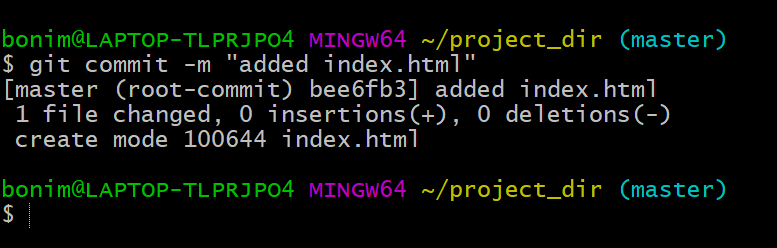 bonim@LAPTOP-TLPRJPO4 MINGW64 ~/project_dir (master)
$ git commit -m "added index.html"
[master (root-commit) bee6fb3] added index.html
 1 file changed, 0 insertions(+), 0 deletions(-)
 create mode 100644 index.html
bonim@LAPTOP-TLPRJPO4 MINGW64 ~/project_dir (master)
$